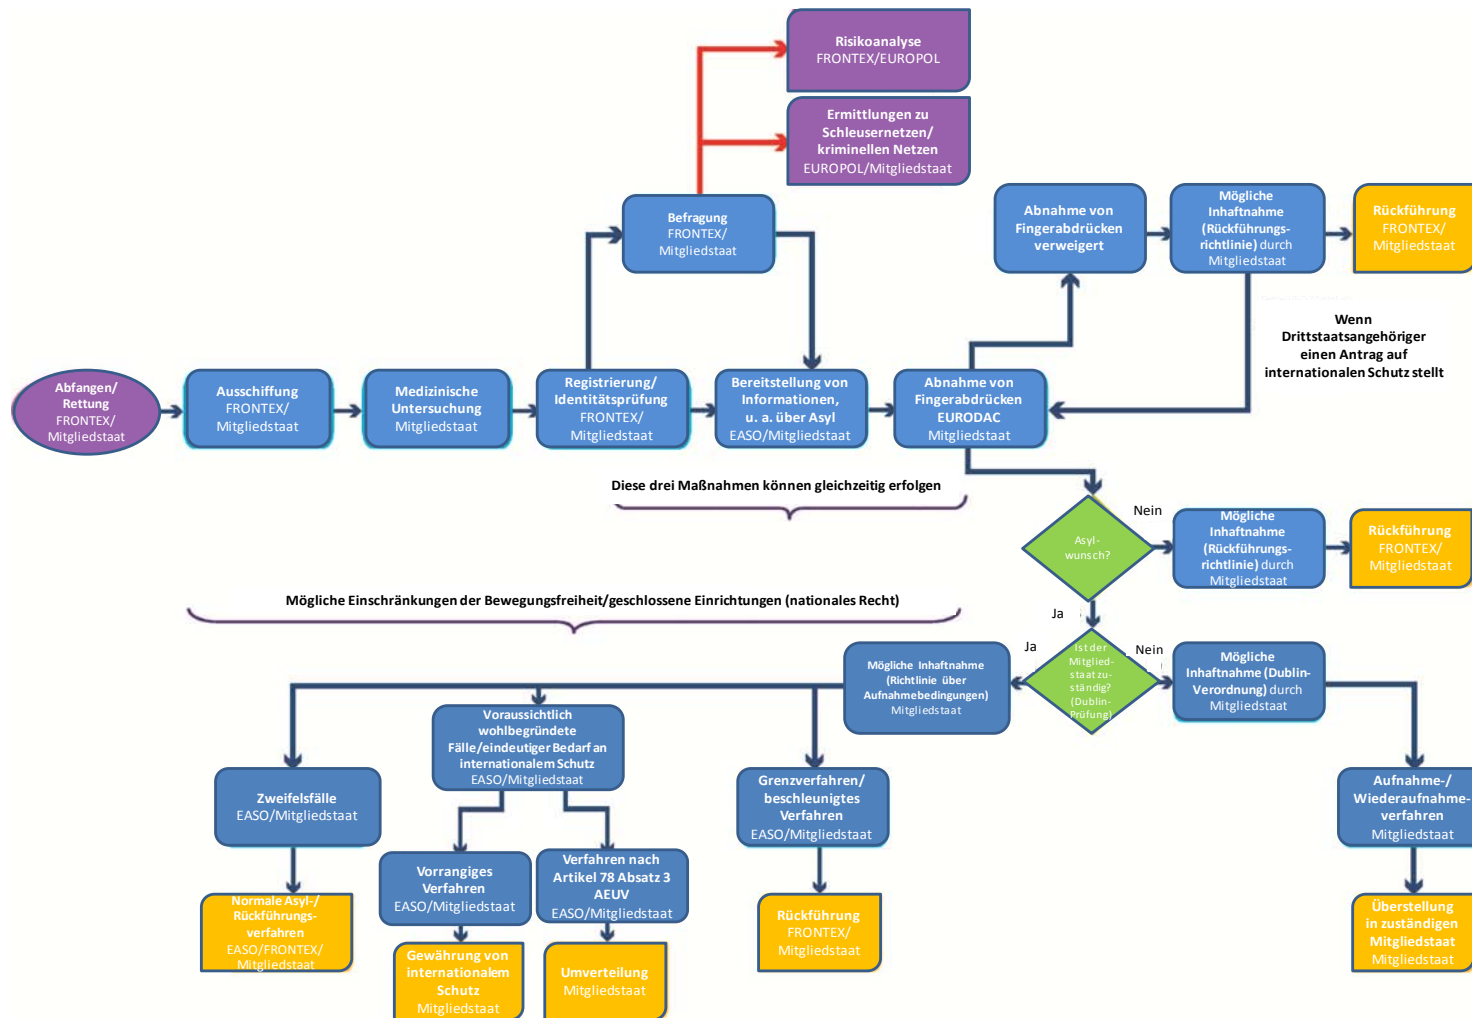 Risikoanalyse
FRONTEX/EUROPOL
Ermittlungen zu
Schleusernetzen/
kriminellen Netzen
EUROPOL/Mitgliedstaat
Befragung
FRONTEX/
Mitgliedstaat
Abnahme von
Fingerabdrücken
verweigert
Mögliche
Inhaftnahme
(Rückführungs-
richtlinie) durch
Mitgliedstaat
Rückführung
FRONTEX/
Mitgliedstaat
Wenn
Drittstaatsangehöriger
einen Antrag auf
internationalen Schutz stellt
Abfangen/
Rettung
FRONTEX/
Mitgliedstaat
Ausschiffung
FRONTEX/
Mitgliedstaat
Medizinische
Untersuchung
Mitgliedstaat
Registrierung/
Identitätsprüfung
FRONTEX/
Mitgliedstaat
Bereitstellung von
Informationen,
u. a. über Asyl
EASO/Mitgliedstaat
Abnahme von
Fingerabdrücken
EURODAC
Mitgliedstaat
Diese drei Maßnahmen können gleichzeitig erfolgen
Asyl-
wunsch?
Nein
Mögliche
Inhaftnahme
(Rückführungs-
richtlinie) durch
Mitgliedstaat
Rückführung
FRONTEX/
Mitgliedstaat
Mögliche Einschränkungen der Bewegungsfreiheit/geschlossene Einrichtungen (nationales Recht)
Ja
Ist der
Mitglied-
staat zu-
ständig?
(Dublin-
Prüfung)
Ja
Nein
Mögliche Inhaftnahme
(Richtlinie über
Aufnahmebedingungen)
Mitgliedstaat
Mögliche
Inhaftnahme (Dublin-
Verordnung) durch
Mitgliedstaat
Voraussichtlich
wohlbegründete
Fälle/eindeutiger Bedarf an
internationalem Schutz
EASO/Mitgliedstaat
Zweifelsfälle
EASO/Mitgliedstaat
Grenzverfahren/
beschleunigtes
Verfahren
EASO/Mitgliedstaat
Aufnahme-/
Wiederaufnahme-
verfahren
Mitgliedstaat
Vorrangiges
Verfahren
EASO/Mitgliedstaat
Verfahren nach
Artikel 78 Absatz 3
AEUV
EASO/Mitgliedstaat
Normale Asyl-/
Rückführungs-
verfahren
EASO/FRONTEX/
Mitgliedstaat
Gewährung von
internationalem
Schutz
Mitgliedstaat
Umverteilung
Mitgliedstaat
Rückführung
FRONTEX/
Mitgliedstaat
Überstellung
in zuständigen
Mitgliedstaat
Mitgliedstaat